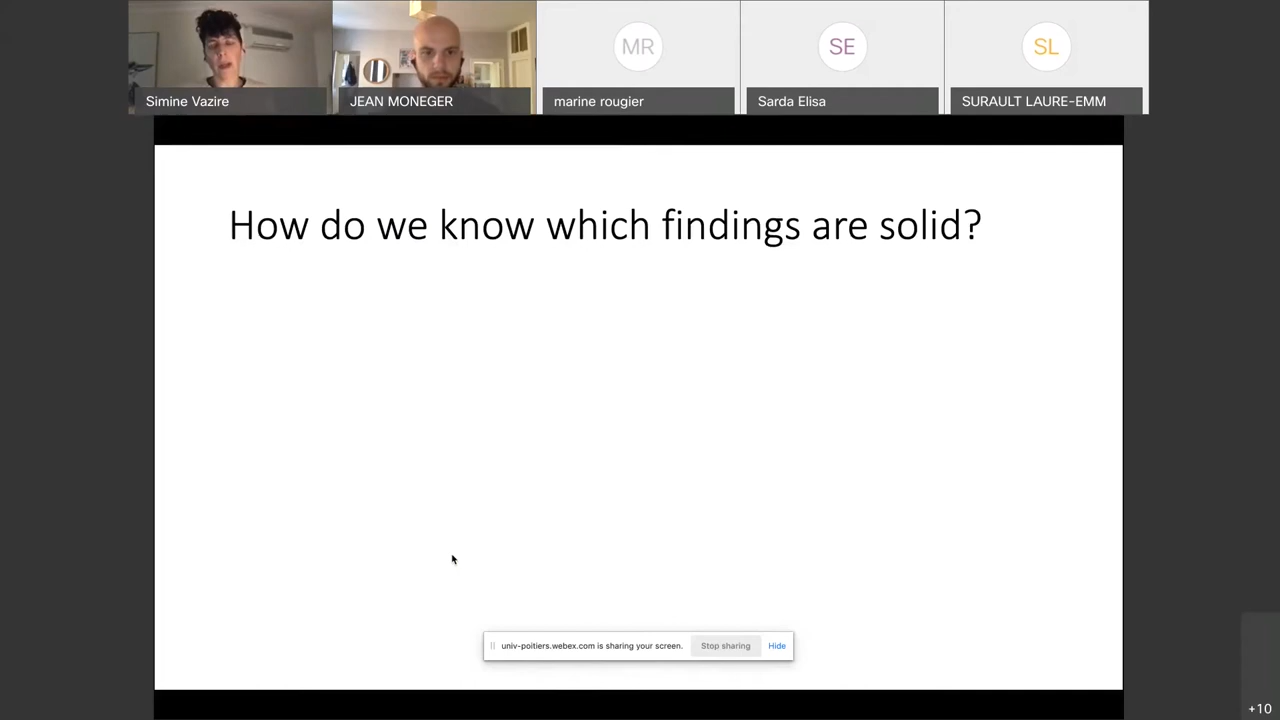 MR
SE
SL
Simine Vazire
JEAN MONEGER
marine rougier
Sarda Elisa
SURAULT LAURE-EMM
How do we know which findings are solid?
univ-poitiers.webex.com is sharing your screen.
Stop sharing
Hide
+10